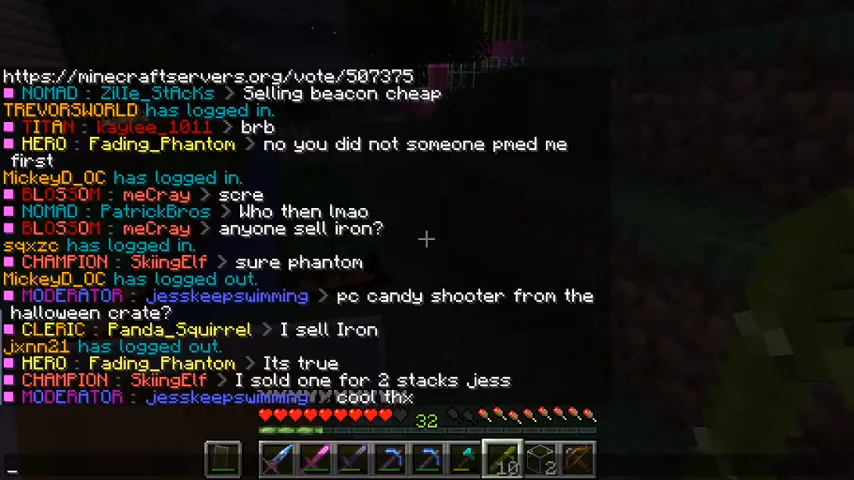 https://minecraftservers.org/vote/507375
NOMAD : ZilIe_StAcKs > Selling beacon cheap
TREVORSWORLD has logged in.
TITAN : kaylee_1011 > brb
HERO : Fading_Phantom > no you did not someone pmed me
first
MickeyD_OC has logged in.
BLOSSOM : meCray > scre
NOMAD : PatrickBros > Who then lmao
BLOSSOM : meCray > anyone sell iron?
sqxzc has logged in.
CHAMPION : SkiingElf > sure phantom
MickeyD_OC has logged out.
MODERATOR : jesskeepswimming > pc candy shooter from the
halloween crate?
CLERIC : Panda_Squirrel > I sell Iron
jxnn21 has logged out.
HERO : Fading_Phantom > Its true
CHAMPION : SkiingElf > I sold one for 2 stacks jess
MODERATOR : jesskeepswimming > cool thx
32
10
2
_